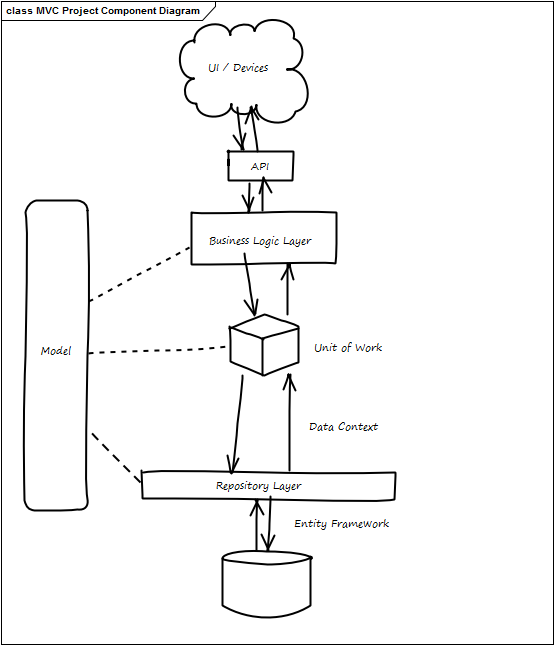 class MVC Project Component Diagram
UI / Devices
API
Business Logic Layer
Model
Unit of Work
Data Context
Repository Layer
Entity FrameWork